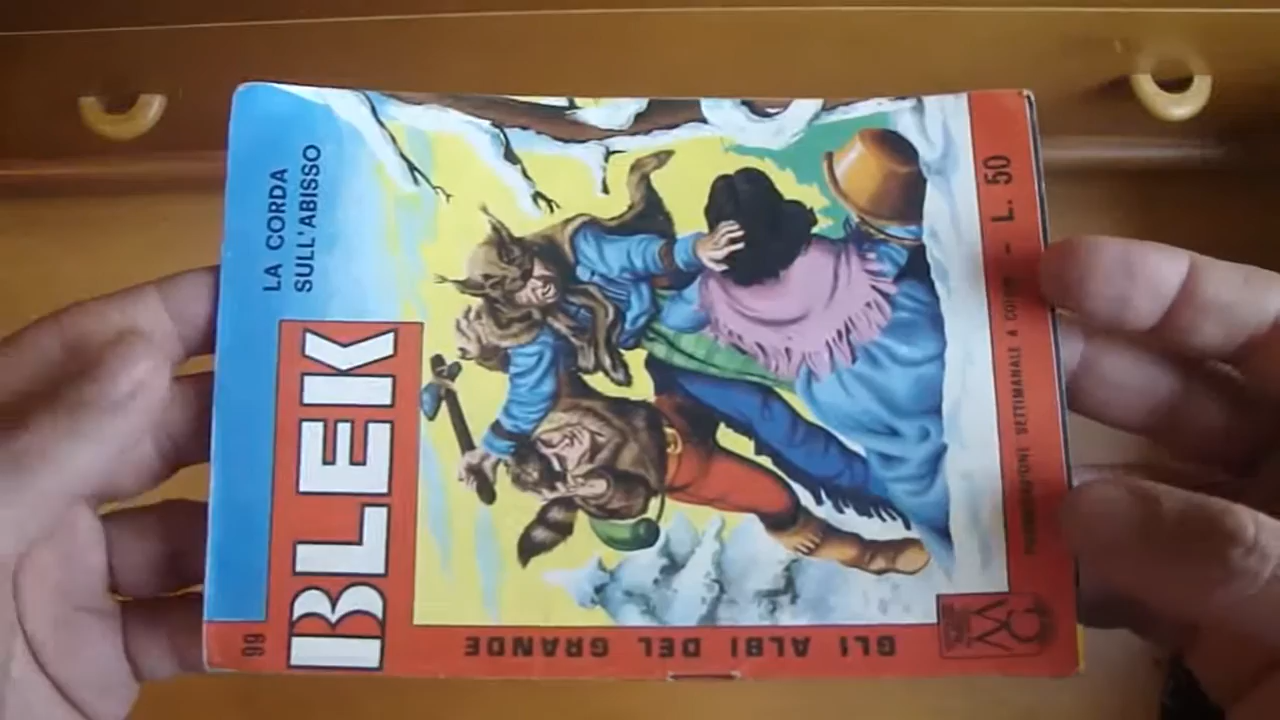 LA CORDA
SULL'ABISSO
99
BLEK
GLI ALBI DEL GRANDE
PUBBLICAZIONE SETTIMANALE A COLORI - L. 50